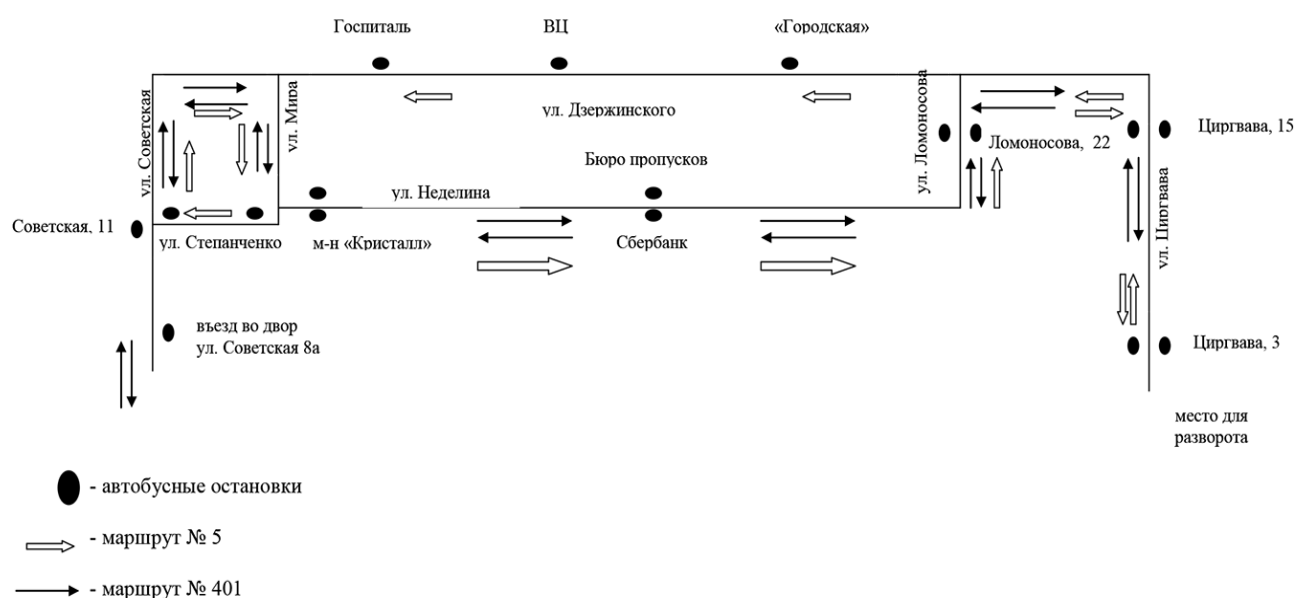 Госпиталь
ВЦ
«Городская»
ул. Советская
ул. Мира
ул. Дзержинского
ул. Ломоносова
Циргвава, 15
Ломоносова, 22
Бюро пропусков
ул. Неделина
Советская, 11
ул. Степанченко
м-н «Кристалл»
Сбербанк
ул. Циргвава
въезд во двор
ул. Советская 8а
Циргвава, 3
место для
разворота
- автобусные остановки
- маршрут № 5
- маршрут № 401